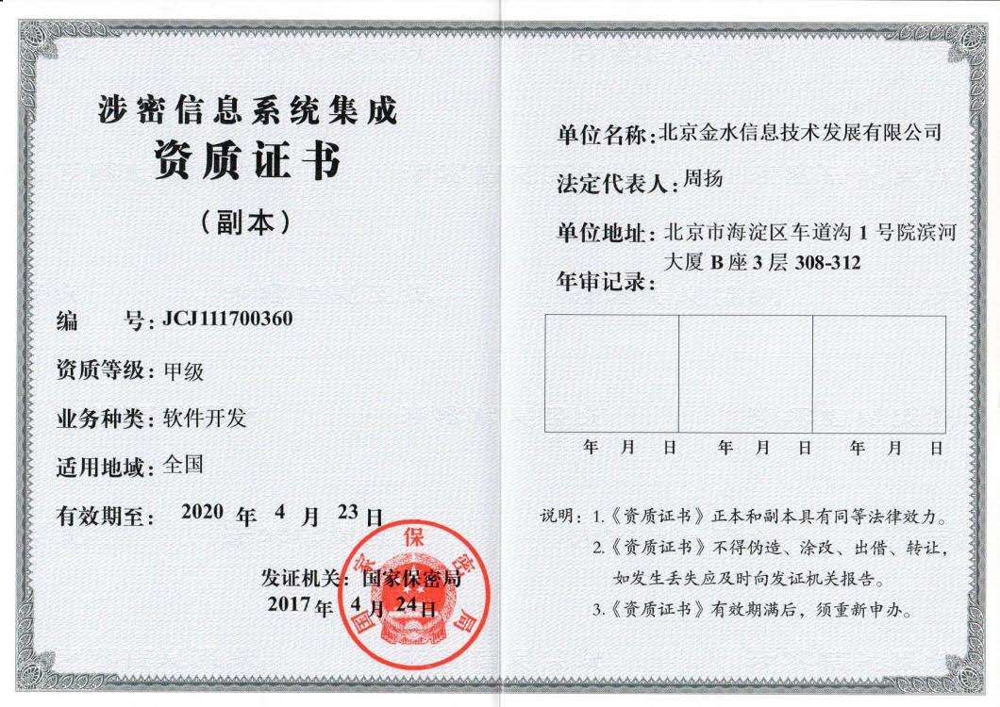 涉密信息系统集成
资质证书
（副本）
编　　号：JCJ111700360
资质等级：甲级
业务种类：软件开发
适用地域：全国
有效期至：2020 年 4 月 23 日
发证机关：国家保密局
2017 年 4 月 24 日
国家保密局
单位名称：北京金水信息技术发展有限公司
法定代表人：周扬
单位地址：北京市海淀区车道沟 1 号院滨河
大厦 B 座 3 层 308-312
年审记录：
年 月 日 年 月 日 年 月 日
说明：1.《资质证书》正本和副本具有同等法律效力。
2.《资质证书》不得伪造、涂改、出借、转让，
如发生丢失应及时向发证机关报告。
3.《资质证书》有效期满后，须重新申办。